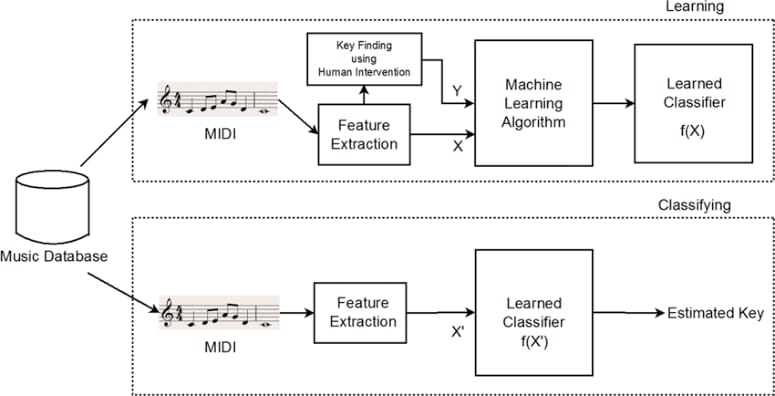 Learning
Key Finding
using
Human Intervention
MIDI
Feature
Extraction
Y
X
Machine
Learning
Algorithm
Learned
Classifier
f(X)
Music Database
Classifying
MIDI
Feature
Extraction
X'
Learned
Classifier
f(X')
Estimated Key